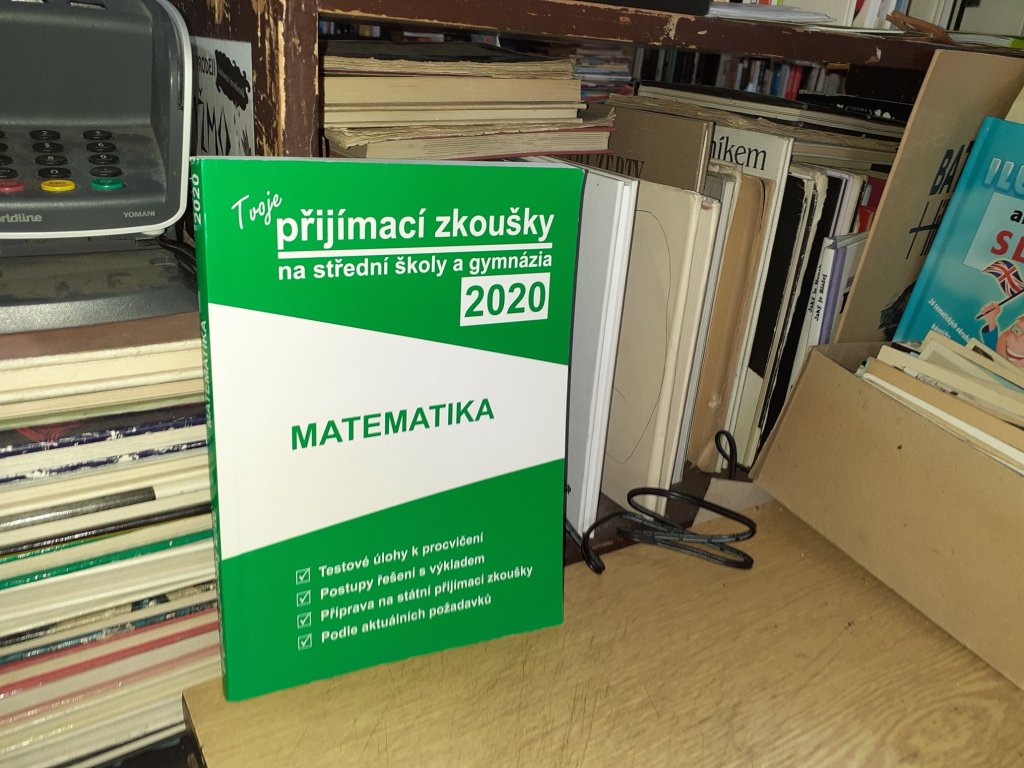 Tvoje
přijímací zkoušky
na střední školy a gymnázia
2020
MATEMATIKA
Testové úlohy k procvičení
Postupy řešení s výkladem
Příprava na státní přijímací zkoušky
Podle aktuálních požadavků
2020
MATEMATIKA
YOMANI
níkem